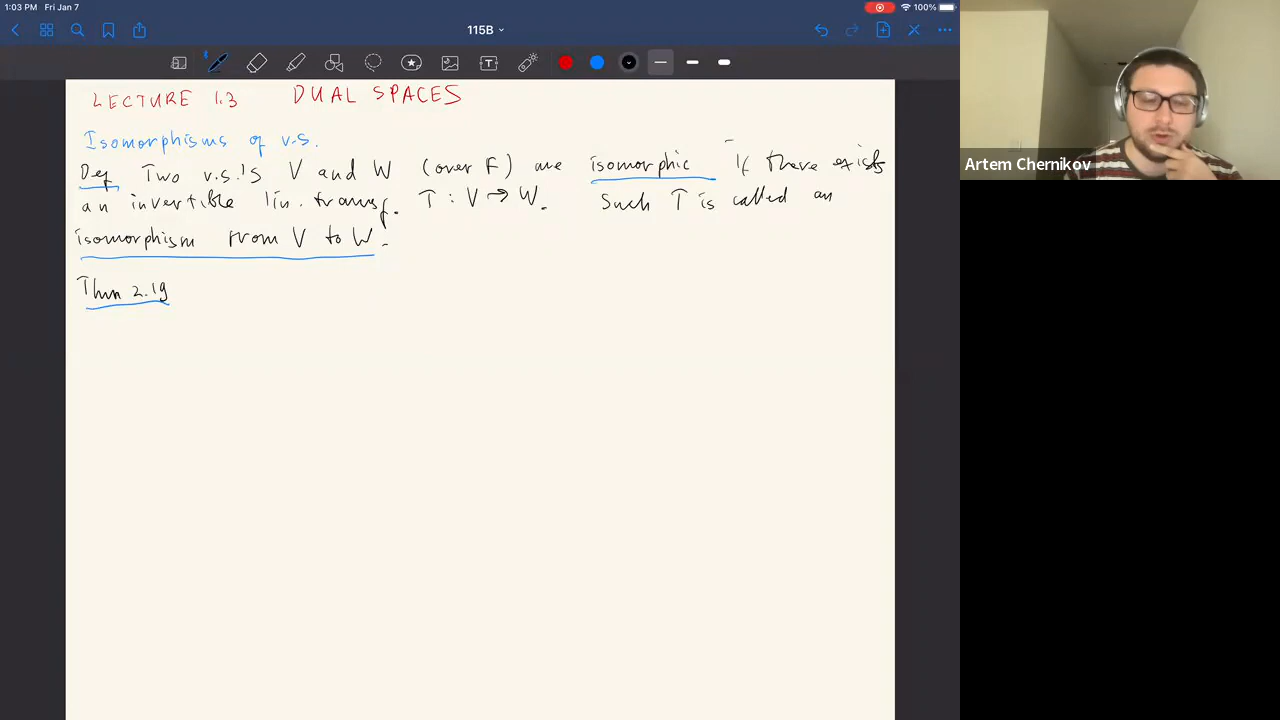 1:03 PM Fri Jan 7
100%
115B
Artem Chernikov
LECTURE 1.3 DUAL SPACES
Isomorphisms of v.s.
Def Two v.s.'s V and W (over F) are isomorphic if there exists
an invertible lin. transf. T : V → W. Such T is called an
isomorphism from V to W.
Thm 2.19